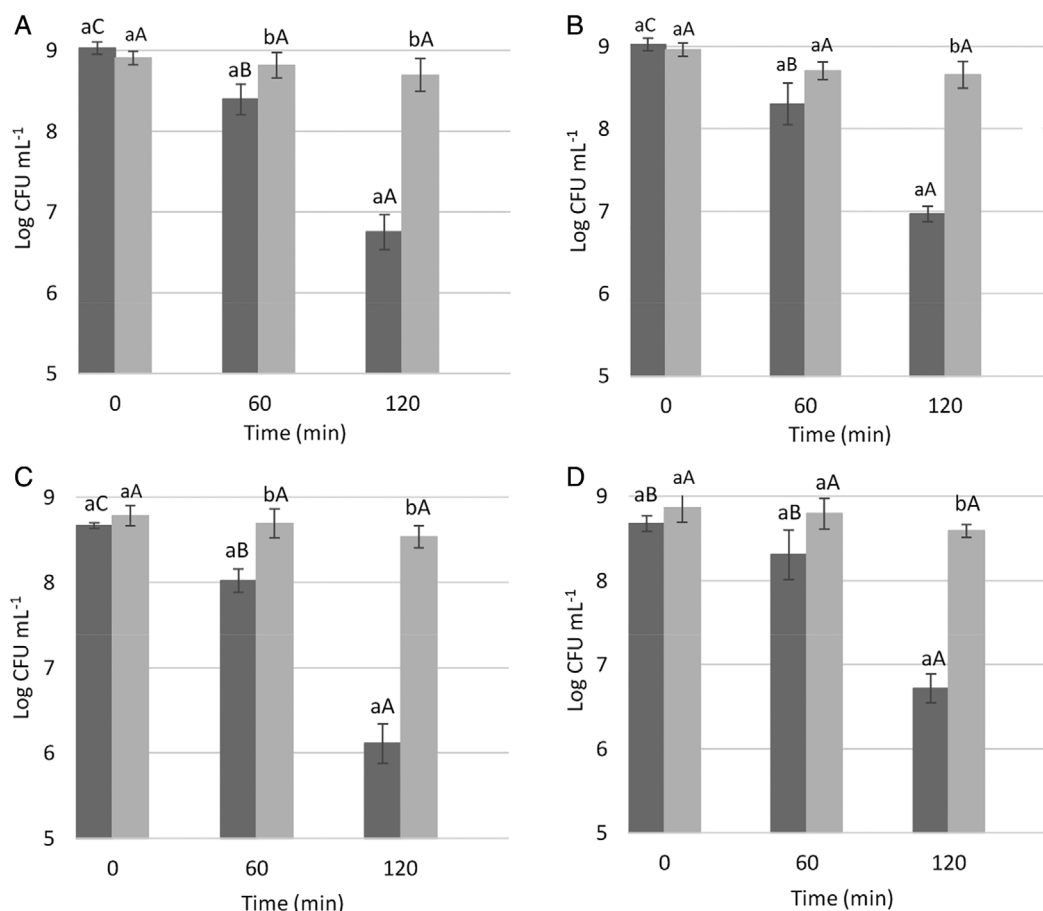 A
aC aA bA bA
aB
aA
9
8
7
6
5
Log CFU mL-1
0 60 120
Time (min)
B
aC aA aA bA
aB
aA
9
8
7
6
5
Log CFU mL-1
0 60 120
Time (min)
C
aC aA bA bA
aB
aA
9
8
7
6
5
Log CFU mL-1
0 60 120
Time (min)
D
aB aA aA bA
aB
aA
9
8
7
6
5
Log CFU mL-1
0 60 120
Time (min)